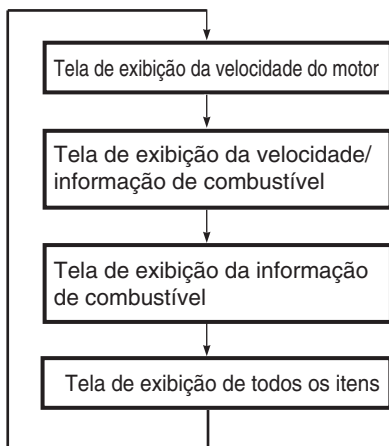 Tela de exibição da velocidade do motor
Tela de exibição da velocidade/
informação de combustível
Tela de exibição da informação
de combustível
Tela de exibição de todos os itens